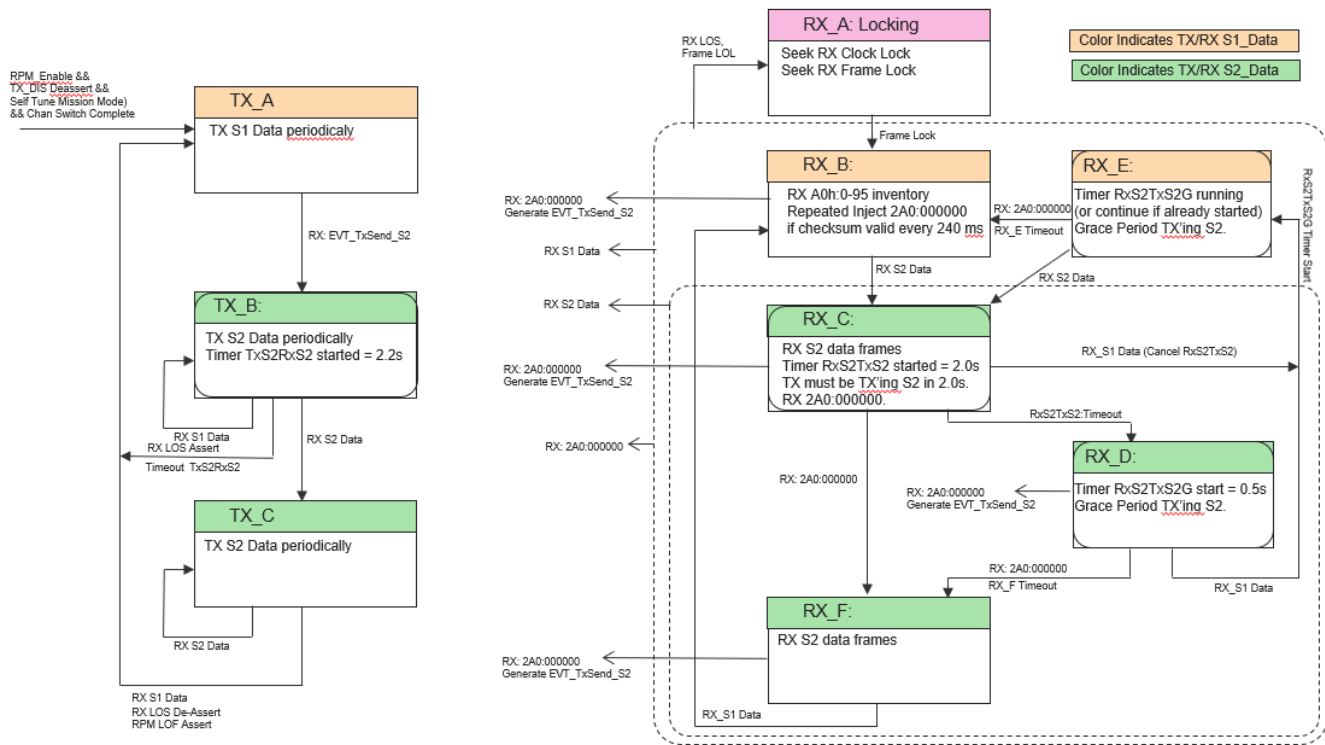 RPM_Enable &&
TX_DIS Deassert &&
Self Tune Mission Mode)
&& Chan Switch Complete
TX_A
TX S1 Data periodicaly
RX: EVT_TxSend_S2
TX_B:
TX S2 Data periodically
Timer TxS2RxS2 started = 2.2s
RX S1 Data
RX LOS Assert
Timeout TxS2RxS2
RX S2 Data
TX_C
TX S2 Data periodically
RX S2 Data
RX S1 Data
RX LOS De-Assert
RPM LOF Assert
RX LOS,
Frame LOL
RX_A: Locking
Seek RX Clock Lock
Seek RX Frame Lock
Color Indicates TX/RX S1_Data
Color Indicates TX/RX S2_Data
Frame Lock
RX_B:
RX A0h:0-95 inventory
Repeated Inject 2A0:000000
if checksum valid every 240 ms
RX: 2A0:000000
Generate EVT_TxSend_S2
RX S1 Data
RX: 2A0:000000
RX_E Timeout
RX_E:
Timer RxS2TxS2G running
(or continue if already started)
Grace Period TX'ing S2.
RxS2TxS2G Timer Start
RX S2 Data
RX S2 Data
RX S2 Data
RX_C:
RX S2 data frames
Timer RxS2TxS2 started = 2.0s
TX must be TX'ing S2 in 2.0s.
RX 2A0:000000.
RX: 2A0:000000
Generate EVT_TxSend_S2
RX_S1 Data (Cancel RxS2TxS2)
RxS2TxS2:Timeout
RX: 2A0:000000
RX: 2A0:000000
RX_D:
Timer RxS2TxS2G start = 0.5s
Grace Period TX'ing S2.
RX: 2A0:000000
Generate EVT_TxSend_S2
RX: 2A0:000000
RX_F Timeout
RX_S1 Data
RX_F:
RX S2 data frames
RX: 2A0:000000
Generate EVT_TxSend_S2
RX_S1 Data